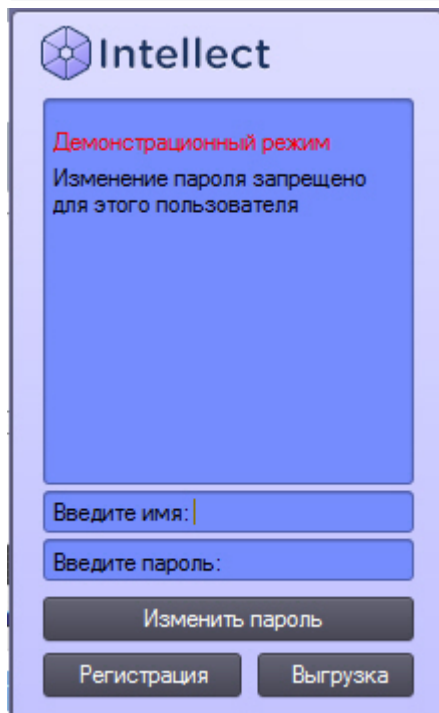 Intellect
Демонстрационный режим
Изменение пароля запрещено
для этого пользователя
Введите имя:
Введите пароль:
Изменить пароль
Регистрация Выгрузка